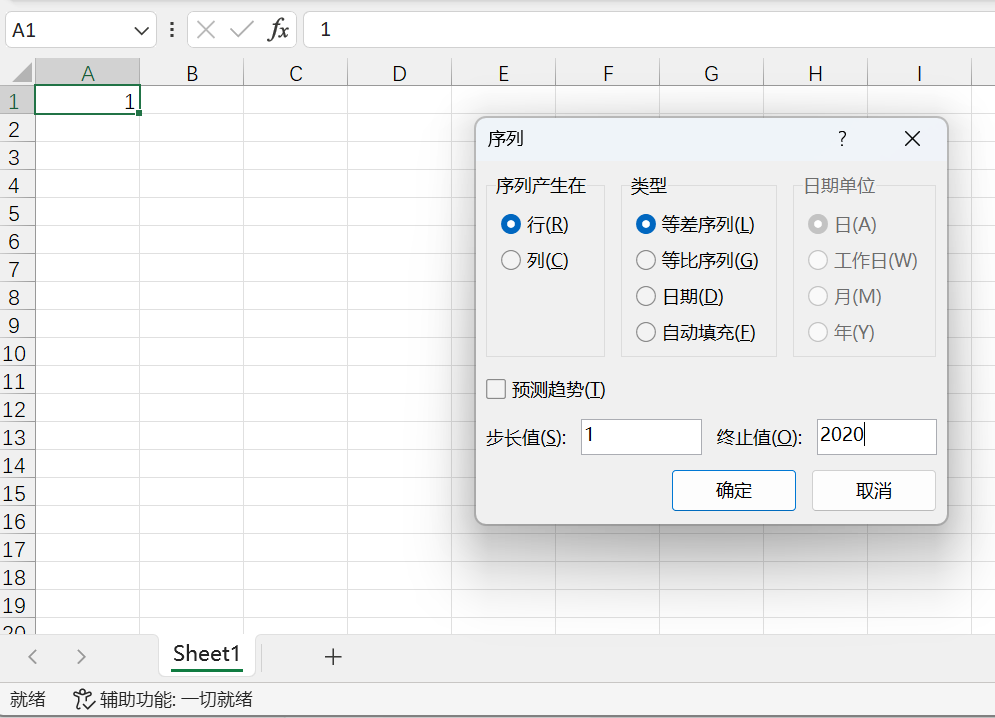 A1
fx 1
A B C D E F G H I
1 1
2
3
4
5
6
7
8
9
10
11
12
13
14
15
16
17
18
19
20
序列 ?
序列产生在 类型 日期单位
行(R) 等差序列(L) 日(A)
列(C) 等比序列(G) 工作日(W)
日期(D) 月(M)
自动填充(F) 年(Y)
预测趋势(T)
步长值(S): 1 终止值(O): 2020
确定 取消
Sheet1
就绪 辅助功能: 一切就绪